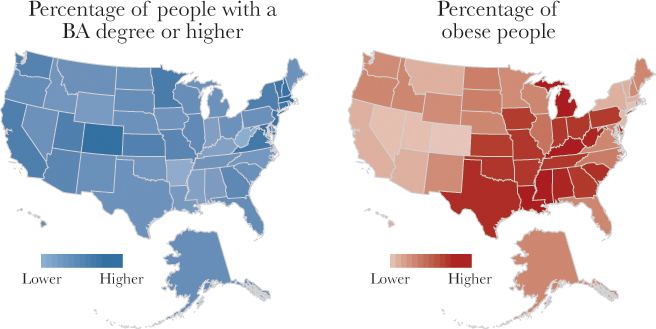 Percentage of people with a
BA degree or higher
Percentage of
obese people
Lower Higher
Lower Higher